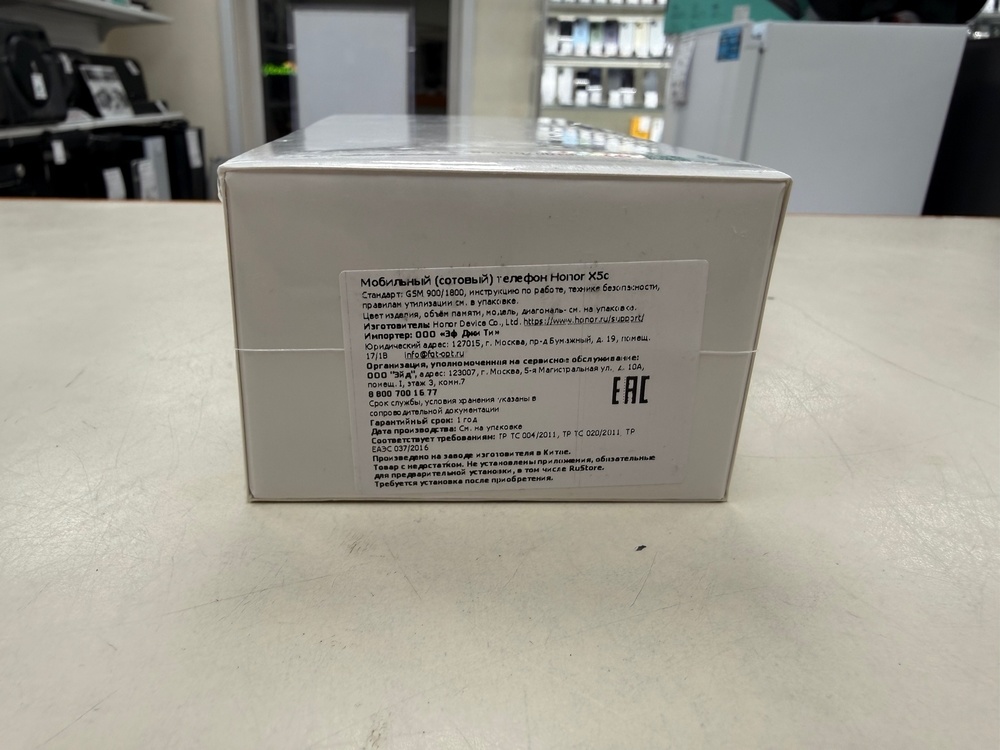 Мобильный (сотовый) телефон Honor X5c
Стандарт: GSM 900/1800, инструкцию по работе, технике безопасности,
правилам утилизации см. в упаковке.
Цвет изделия, объём памяти, модель, диагональ- см. на упаковке.
Изготовитель: Honor Device Co., Ltd. https://www.honor.ru/support/
Импортер: ООО «Эф Джи Ти»
Юридический адрес: 127015, г. Москва, пр-д Бумажный, д. 19, помещ.
17/1В info@fgt-opt.ru
Организация, уполномоченная на сервисное обслуживание:
ООО "Эйд", адрес: 123007, г. Москва, 5-я Магистральная ул., д. 10А,
помещ. I, этаж 3, комн.7
8 800 700 16 77
EAC
Срок службы, условия хранения указаны в
сопроводительной документации
Гарантийный срок: 1 год
Дата производства: См. на упаковке
Соответствует требованиям: ТР ТС 004/2011, ТР ТС 020/2011, ТР
ЕАЭС 037/2016
Произведено на заводе изготовителя в Китае.
Товар с недостатком. Не установлены приложения, обязательные
для предварительной установки, в том числе RuStore.
Требуется установка после приобретения.